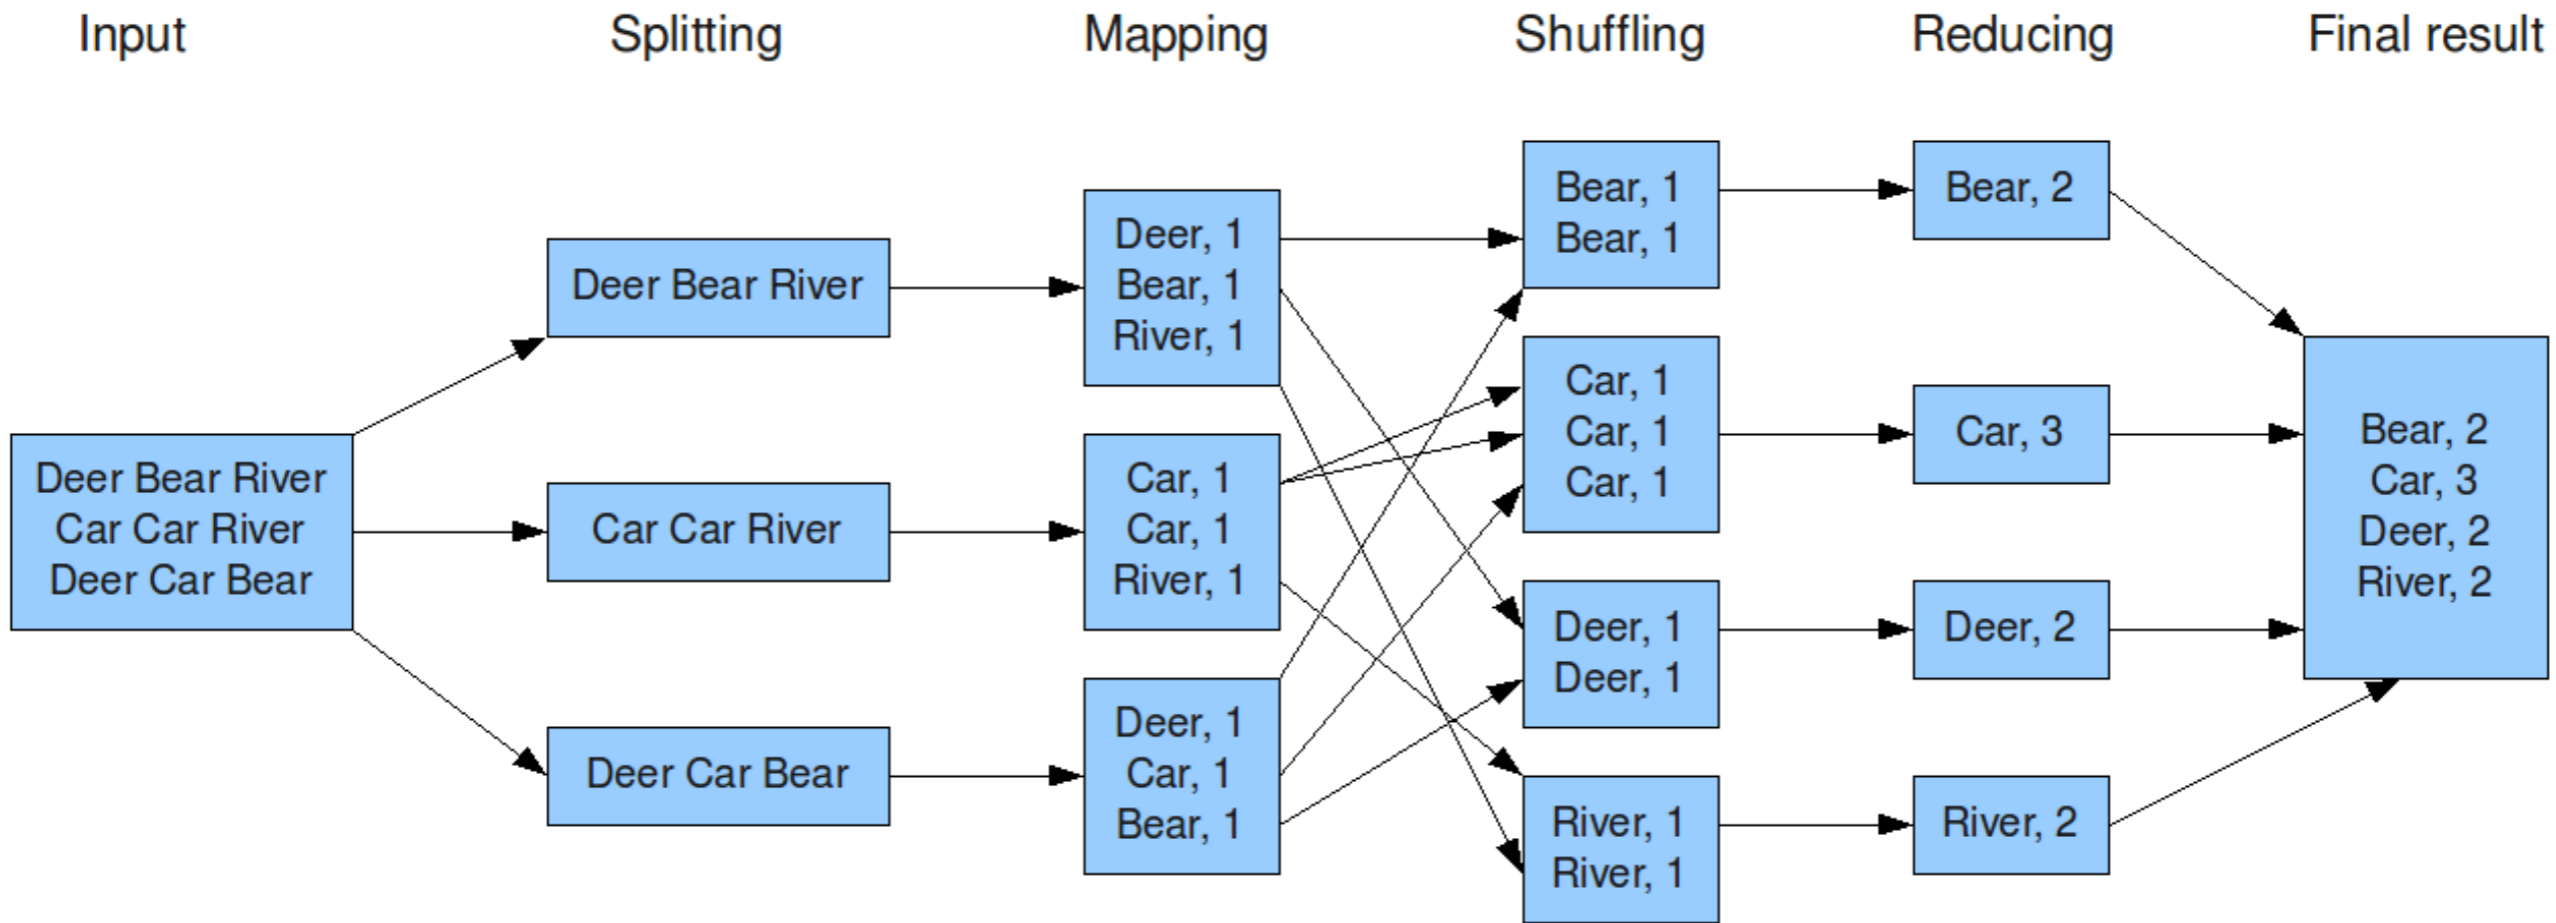 Input
Splitting
Mapping
Shuffling
Reducing
Final result
Deer Bear River
Car Car River
Deer Car Bear
Deer Bear River
Car Car River
Deer Car Bear
Deer, 1
Bear, 1
River, 1
Car, 1
Car, 1
River, 1
Deer, 1
Car, 1
Bear, 1
Bear, 1
Bear, 1
Car, 1
Car, 1
Car, 1
Deer, 1
Deer, 1
River, 1
River, 1
Bear, 2
Car, 3
Deer, 2
River, 2
Bear, 2
Car, 3
Deer, 2
River, 2